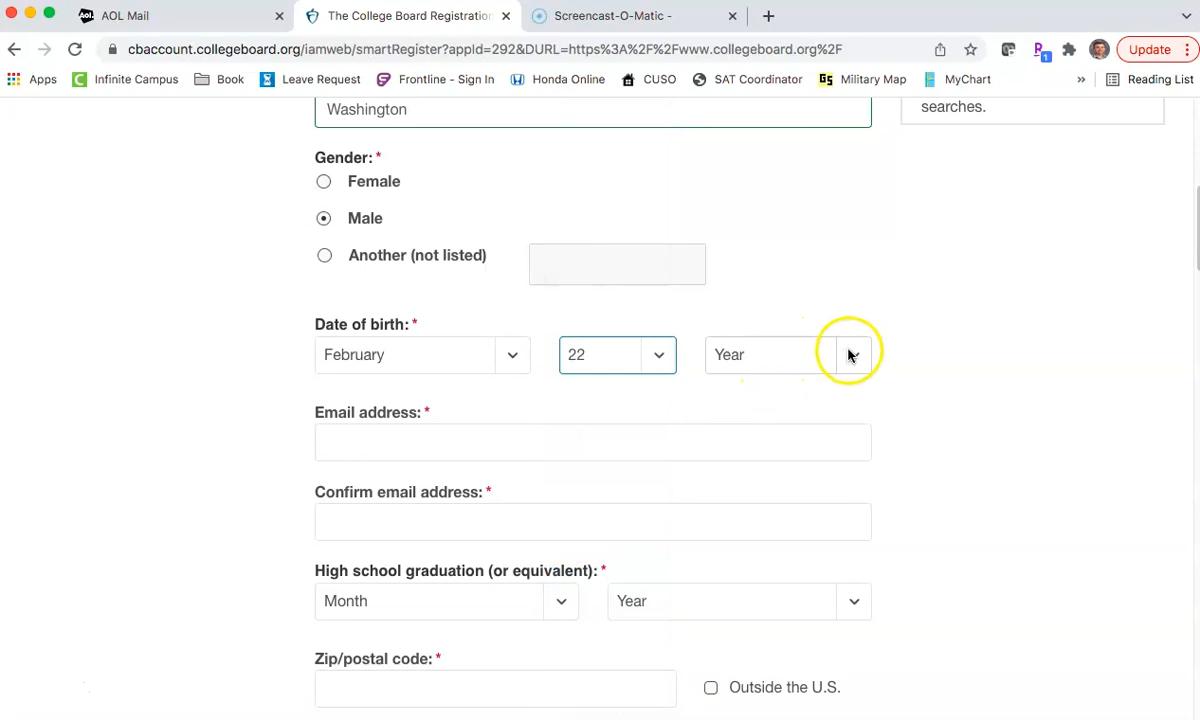 AOL Mail
The College Board Registration
Screencast-O-Matic -
cbaccount.collegeboard.org/iamweb/smartRegister?appId=292&DURL=https%3A%2F%2Fwww.collegeboard.org%2F
Update
Apps
Infinite Campus
Book
Leave Request
Frontline - Sign In
Honda Online
CUSO
SAT Coordinator
Military Map
MyChart
»
Reading List
Washington
searches.
Gender: *
Female
Male
Another (not listed)
Date of birth: *
February
22
Year
Email address: *
Confirm email address: *
High school graduation (or equivalent): *
Month
Year
Zip/postal code: *
Outside the U.S.